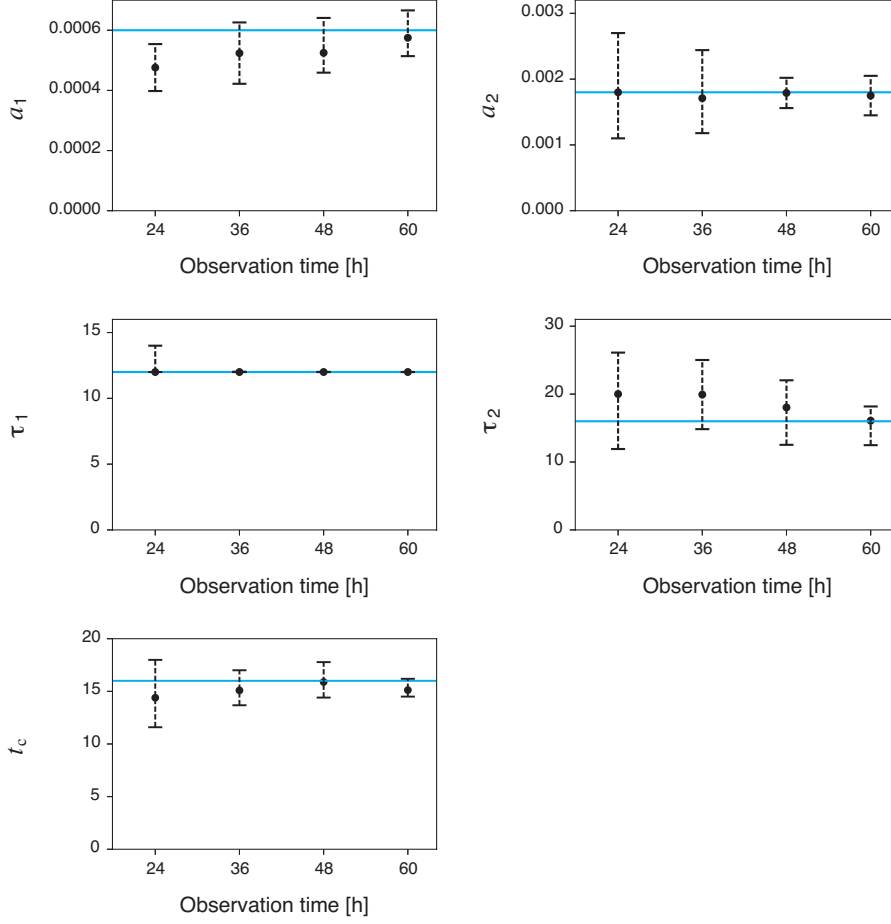 0.0006
0.0004
0.0002
0.0000
a1
24 36 48 60
Observation time [h]
0.003
0.002
0.001
0.000
a2
24 36 48 60
Observation time [h]
15
10
5
0
τ1
24 36 48 60
Observation time [h]
30
20
10
0
τ2
24 36 48 60
Observation time [h]
20
15
10
5
0
tc
24 36 48 60
Observation time [h]